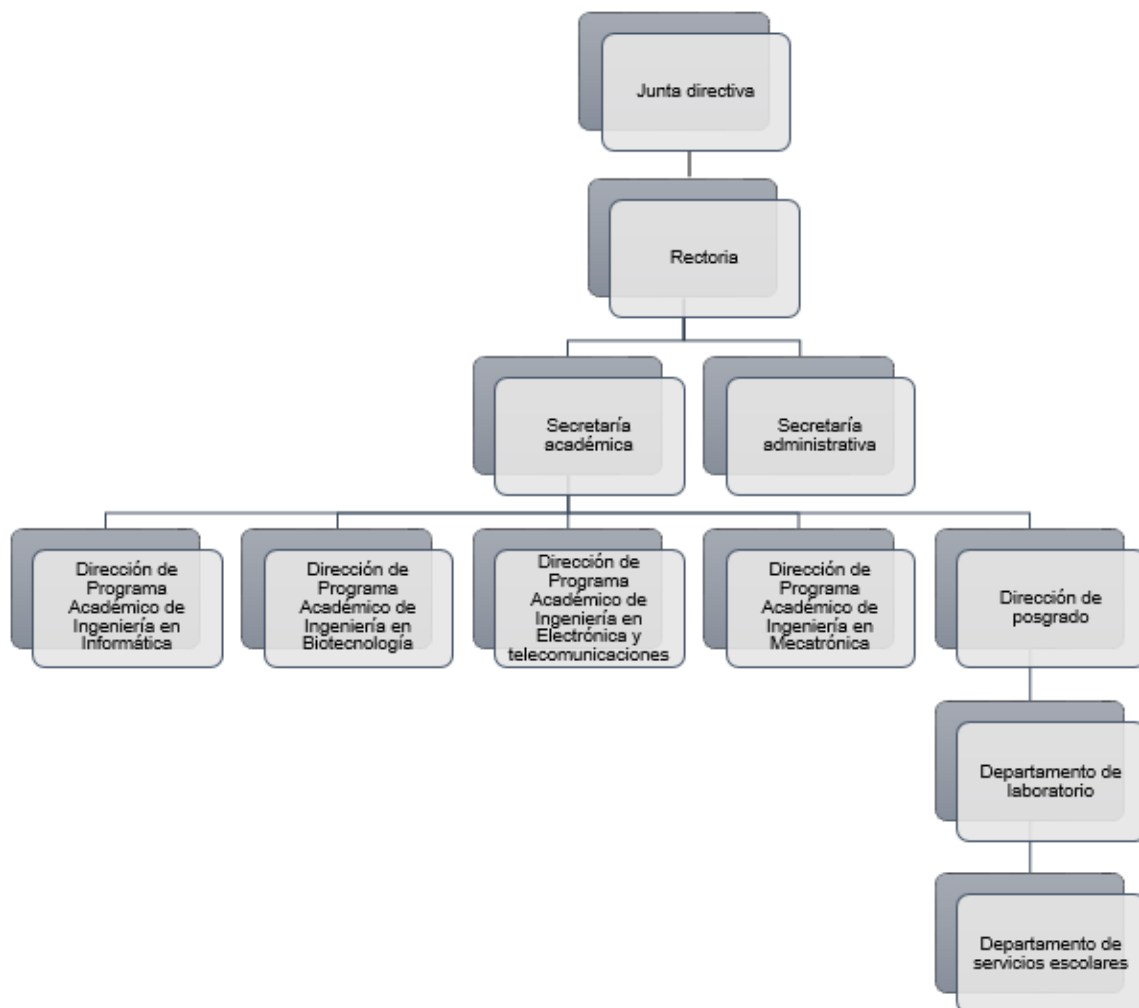 Junta directiva
Rectoria
Secretaría
académica
Secretaría
administrativa
Dirección de
Programa
Académico de
Ingeniería en
Informática
Dirección de
Programa
Académico de
Ingeniería en
Biotecnología
Dirección de
Programa
Académico de
Ingeniería en
Electrónica y
telecomunicaciones
Dirección de
Programa
Académico de
Ingeniería en
Mecatrónica
Dirección de
posgrado
Departamento de
laboratorio
Departamento de
servicios escolares